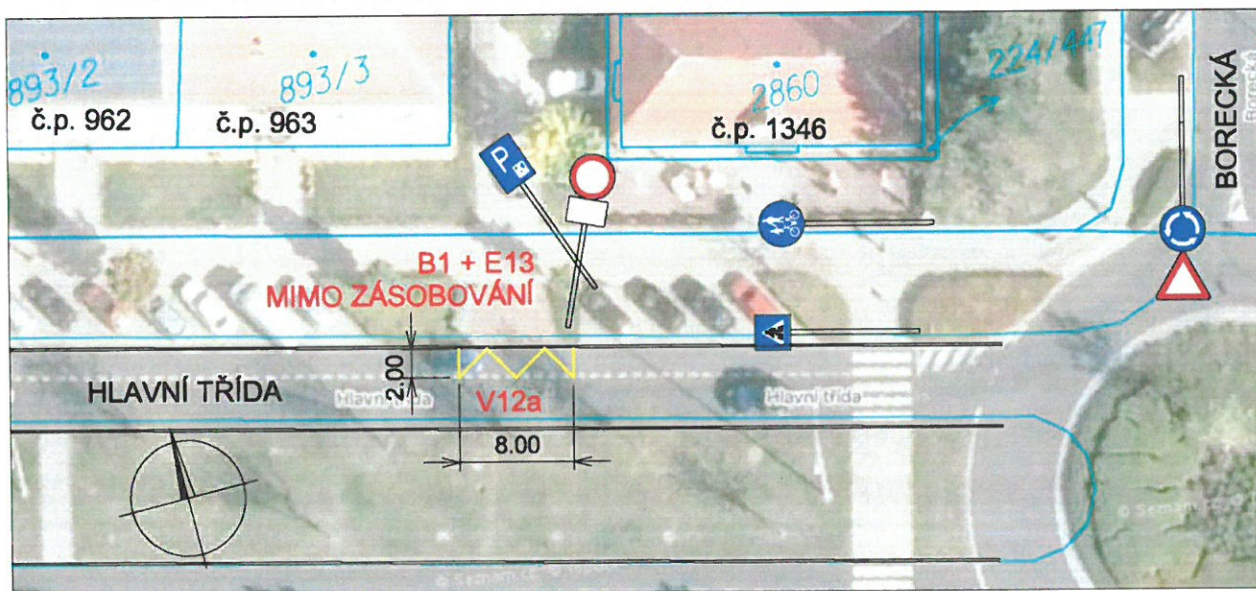 893/2
č.p. 962
893/3
č.p. 963
2860
č.p. 1346
224/447
BORECKÁ
P
B1 + E13
MIMO ZÁSOBOVÁNÍ
2.00
HLAVNÍ TŘÍDA
Hlavní třída
V12a
Hlavní třída
8.00